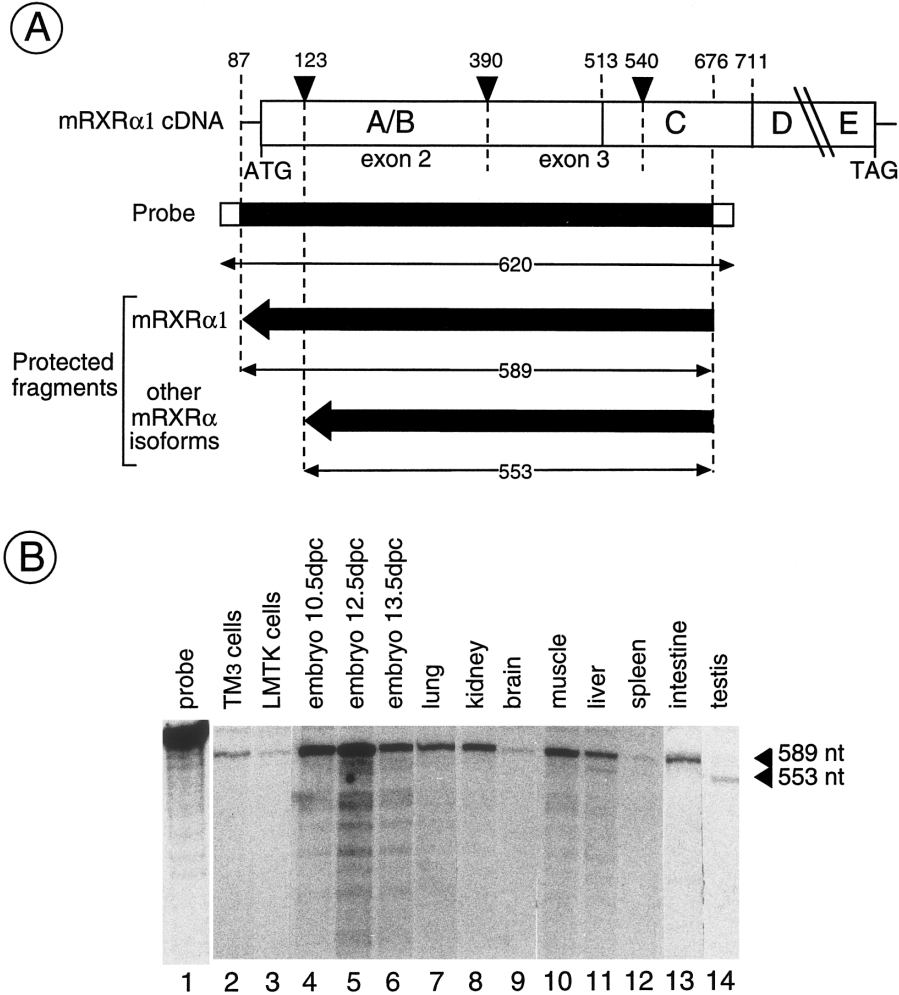 A
87 123 390 513 540 676 711
mRXRα1 cDNA A/B C D E
ATG exon 2 exon 3 TAG
Probe
620
mRXRα1
589
Protected
fragments
other
mRXRα
isoforms
553
B
probe
TM3 cells
LMTK cells
embryo 10.5dpc
embryo 12.5dpc
embryo 13.5dpc
lung
kidney
brain
muscle
liver
spleen
intestine
testis
589 nt
553 nt
1 2 3 4 5 6 7 8 9 10 11 12 13 14